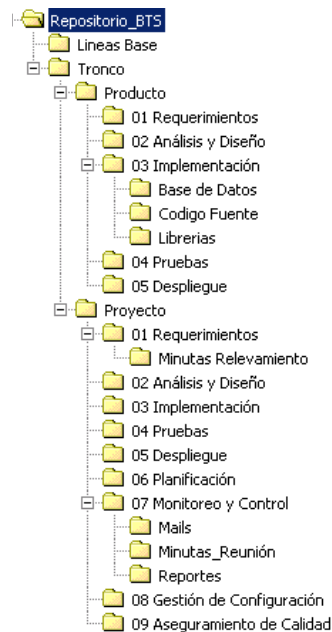 Repositorio_BTS
Lineas Base
Tronco
Producto
01 Requerimientos
02 Análisis y Diseño
03 Implementación
Base de Datos
Codigo Fuente
Librerias
04 Pruebas
05 Despliegue
Proyecto
01 Requerimientos
Minutas Relevamiento
02 Análisis y Diseño
03 Implementación
04 Pruebas
05 Despliegue
06 Planificación
07 Monitoreo y Control
Mails
Minutas_Reunión
Reportes
08 Gestión de Configuración
09 Aseguramiento de Calidad